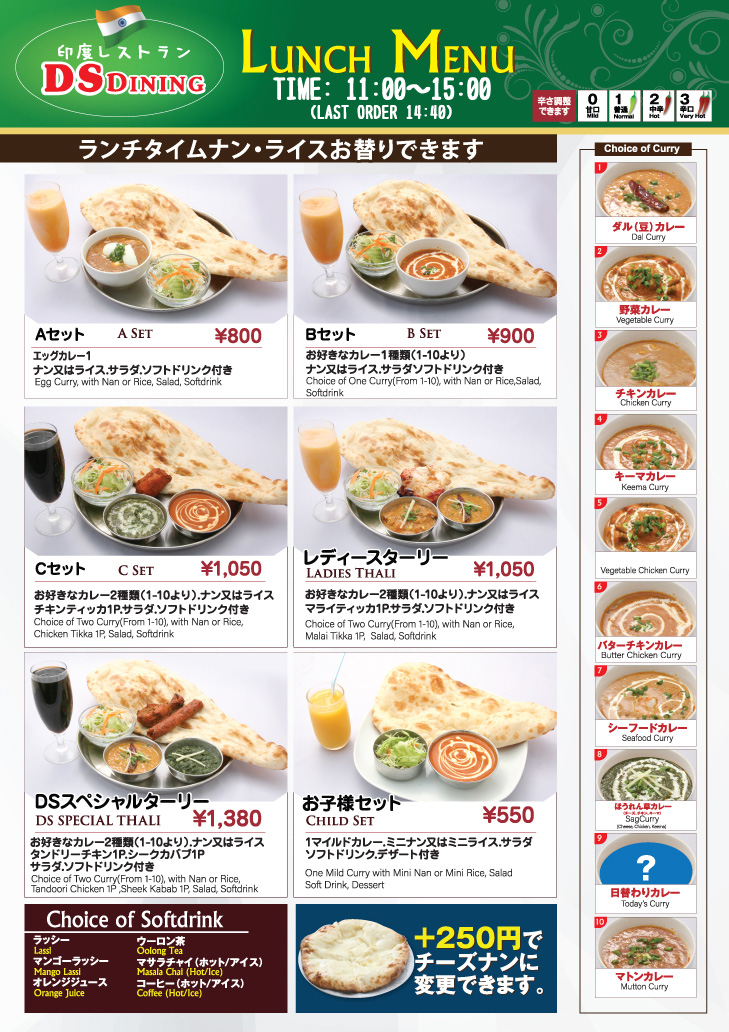 印度レストラン
DS DINING
LUNCH MENU
TIME: 11:00〜15:00
(LAST ORDER 14:40)
辛さ調整
できます
0
甘口
Mild
1
普通
Normal
2
中辛
Hot
3
辛口
Very Hot
ランチタイムナン・ライスお替りできます
Aセット A SET ¥800
エッグカレー1
ナン又はライス.サラダ.ソフトドリンク付き
Egg Curry, with Nan or Rice, Salad, Softdrink
Bセット B SET ¥900
お好きなカレー1種類(1-10より)
ナン又はライス.サラダソフトドリンク付き
Choice of One Curry(From 1-10), with Nan or Rice,Salad,
Softdrink
Cセット C SET ¥1,050
お好きなカレー2種類(1-10より).ナン又はライス
チキンティッカ1P.サラダ.ソフトドリンク付き
Choice of Two Curry(From 1-10), with Nan or Rice,
Chicken Tikka 1P, Salad, Softdrink
レディースターリー
LADIES THALI ¥1,050
お好きなカレー2種類(1-10より).ナン又はライス
マライティッカ1P.サラダ.ソフトドリンク付き
Choice of Two Curry(From 1-10), with Nan or Rice,
Malai Tikka 1P, Salad, Softdrink
DSスペシャルターリー
DS SPECIAL THALI ¥1,380
お好きなカレー2種類(1-10より).ナン又はライス
タンドリーチキン1P.シークカバブ1P
サラダ.ソフトドリンク付き
Choice of Two Curry(From 1-10), with Nan or Rice,
Tandoori Chicken 1P ,Sheek Kabab 1P, Salad, Softdrink
お子様セット
CHILD SET ¥550
1マイルドカレー.ミニナン又はミニライス.サラダ
ソフトドリンク.デザート付き
One Mild Curry with Mini Nan or Mini Rice, Salad
Soft Drink, Dessert
Choice of Softdrink
ラッシー
Lassi
マンゴーラッシー
Mango Lassi
オレンジジュース
Orange Juice
ウーロン茶
Oolong Tea
マサラチャイ(ホット/アイス)
Masala Chai (Hot/Ice)
コーヒー(ホット/アイス)
Coffee (Hot/Ice)
+250円で
チーズナンに
変更できます。
Choice of Curry
1
ダル(豆)カレー
Dal Curry
2
野菜カレー
Vegetable Curry
3
チキンカレー
Chicken Curry
4
キーマカレー
Keema Curry
5
Vegetable Chicken Curry
6
バターチキンカレー
Butter Chicken Curry
7
シーフードカレー
Seafood Curry
8
ほうれん草カレー
(チーズ, チキン, キーマ)
SagCurry
(Cheese, Chicken, Keema)
9
?
日替わりカレー
Today's Curry
10
マトンカレー
Mutton Curry